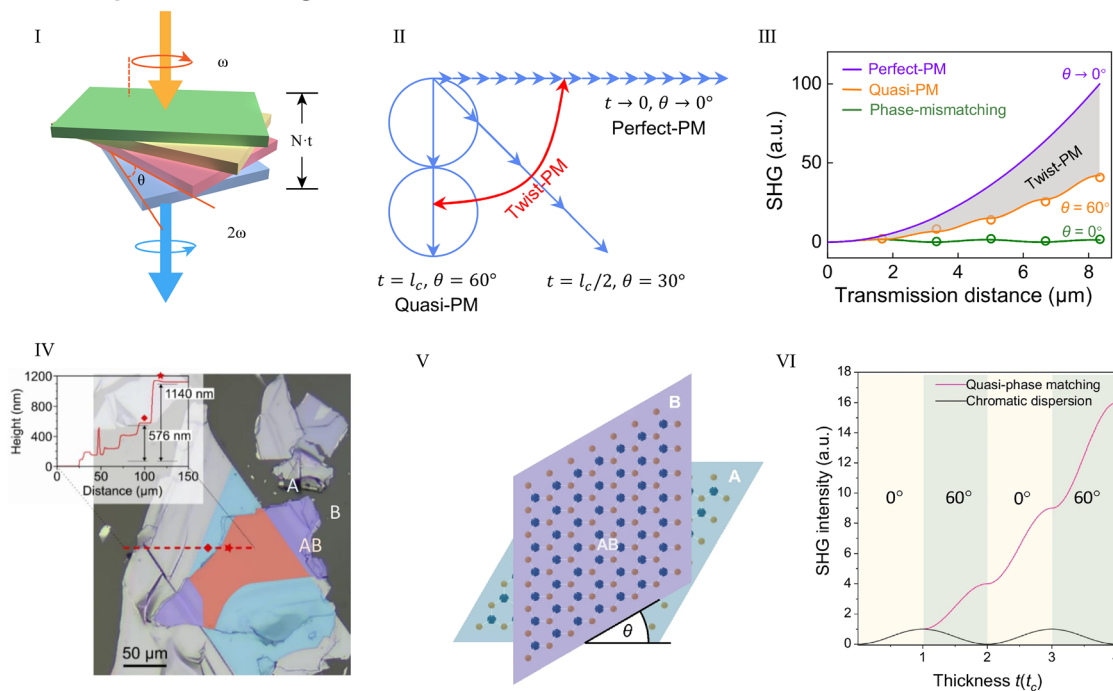 I
ω
N·t
θ
2ω
II
t → 0, θ → 0°
Perfect-PM
Twist-PM
t = l_c, θ = 60°
Quasi-PM
t = l_c/2, θ = 30°
III
SHG (a.u.)
100
50
0
Perfect-PM
Quasi-PM
Phase-mismatching
θ → 0°
Twist-PM
θ = 60°
θ = 0°
0 2 4 6 8
Transmission distance (μm)
IV
Height (nm)
1200
800
400
0
1140 nm
576 nm
0 50 100 150
Distance (μm)
A
B
AB
50 μm
V
B
A
AB
θ
VI
SHG intensity (a.u.)
18
16
14
12
10
8
6
4
2
0
Quasi-phase matching
Chromatic dispersion
0° 60° 0° 60°
1 2 3
Thickness t(t_c)